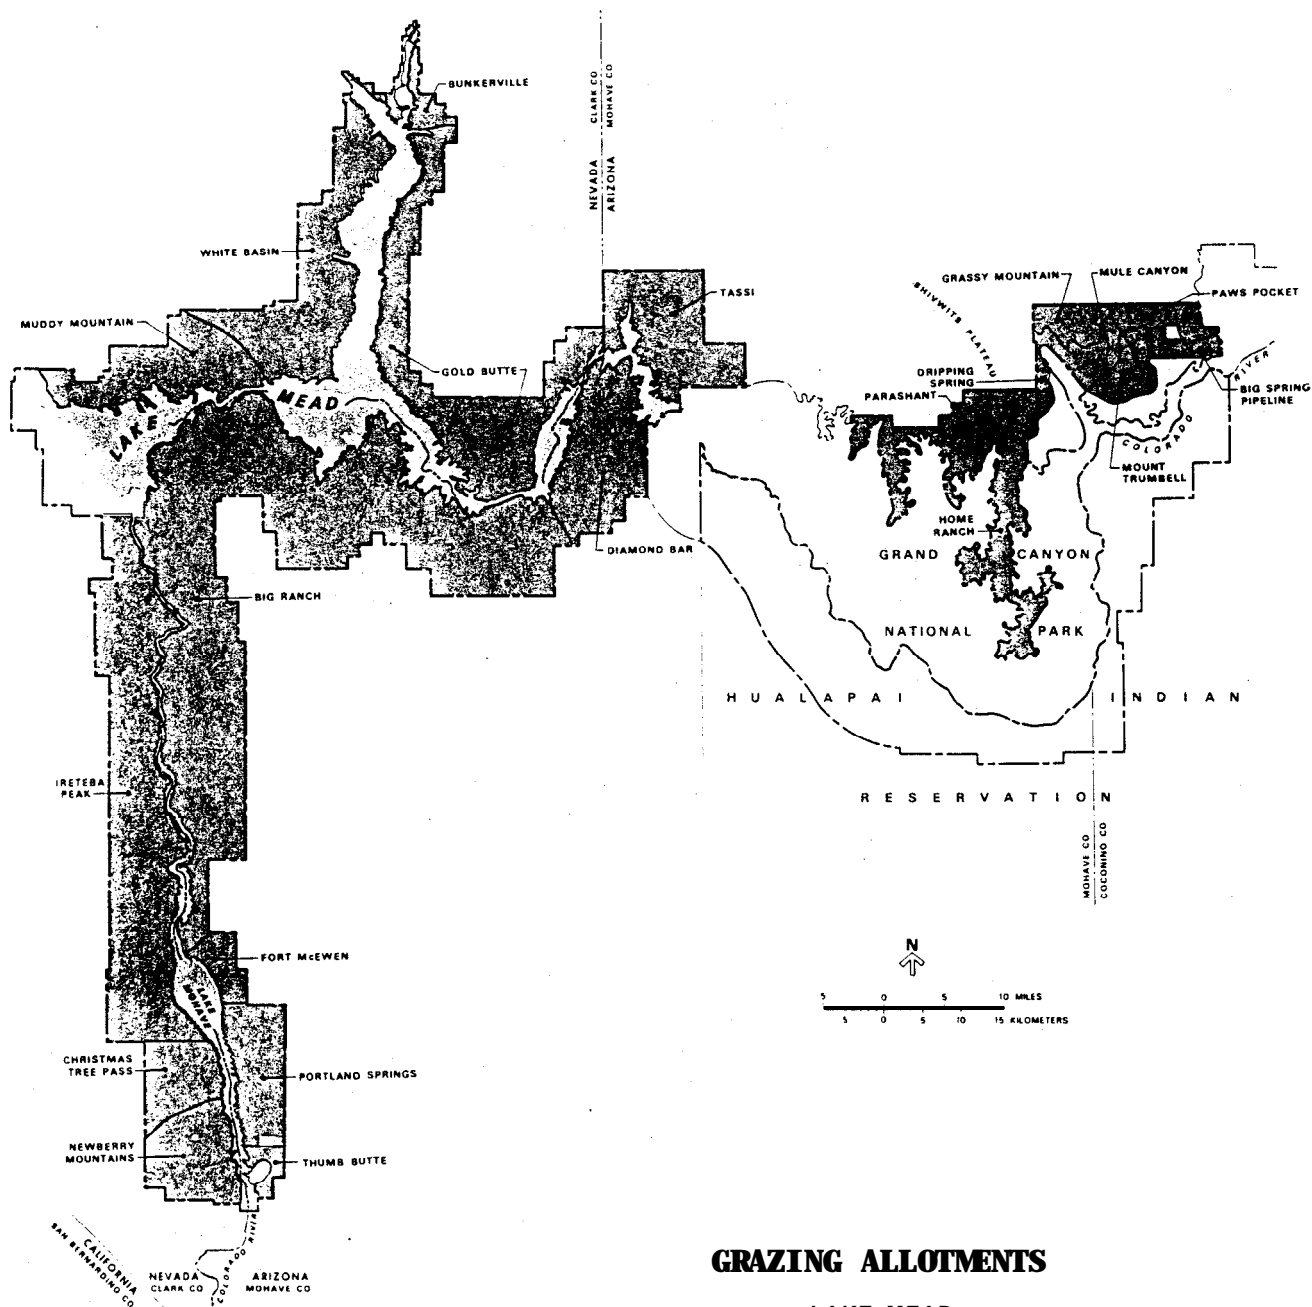 BUNKERVILLE
CLARK CO
MOHAVE CO
NEVADA
ARIZONA
WHITE BASIN
TASSI
GRASSY MOUNTAIN
MULE CANYON
PAWS POCKET
SHIVWITS PLATEAU
MUDDY MOUNTAIN
GOLD BUTTE
DRIPPING
SPRING
PARASHANT
RIVER
BIG SPRING
PIPELINE
LAKE
MEAD
COLORADO
MOUNT
TRUMBELL
HOME
RANCH
DIAMOND BAR
GRAND CANYON
BIG RANCH
NATIONAL PARK
HUALAPAI INDIAN
IRETEBA
PEAK
RESERVATION
MOHAVE CO
COCONINO CO
FORT McEWEN
N
LAKE
MOHAVE
5 0 5 10 MILES
5 0 5 10 15 KILOMETERS
CHRISTMAS
TREE PASS
PORTLAND SPRINGS
NEWBERRY
MOUNTAINS
THUMB BUTTE
CALIFORNIA
SAN BERNARDINO CO
NEVADA
CLARK CO
COLORADO RIVER
ARIZONA
MOHAVE CO
GRAZING ALLOTMENTS
LAKE MEAD